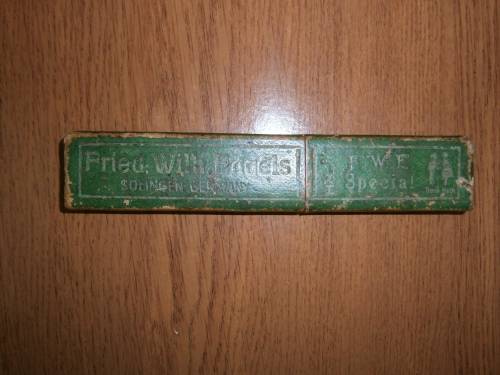 Fried. Wilh. Engels
SOLINGEN-GERMANY
F. W. E
Special